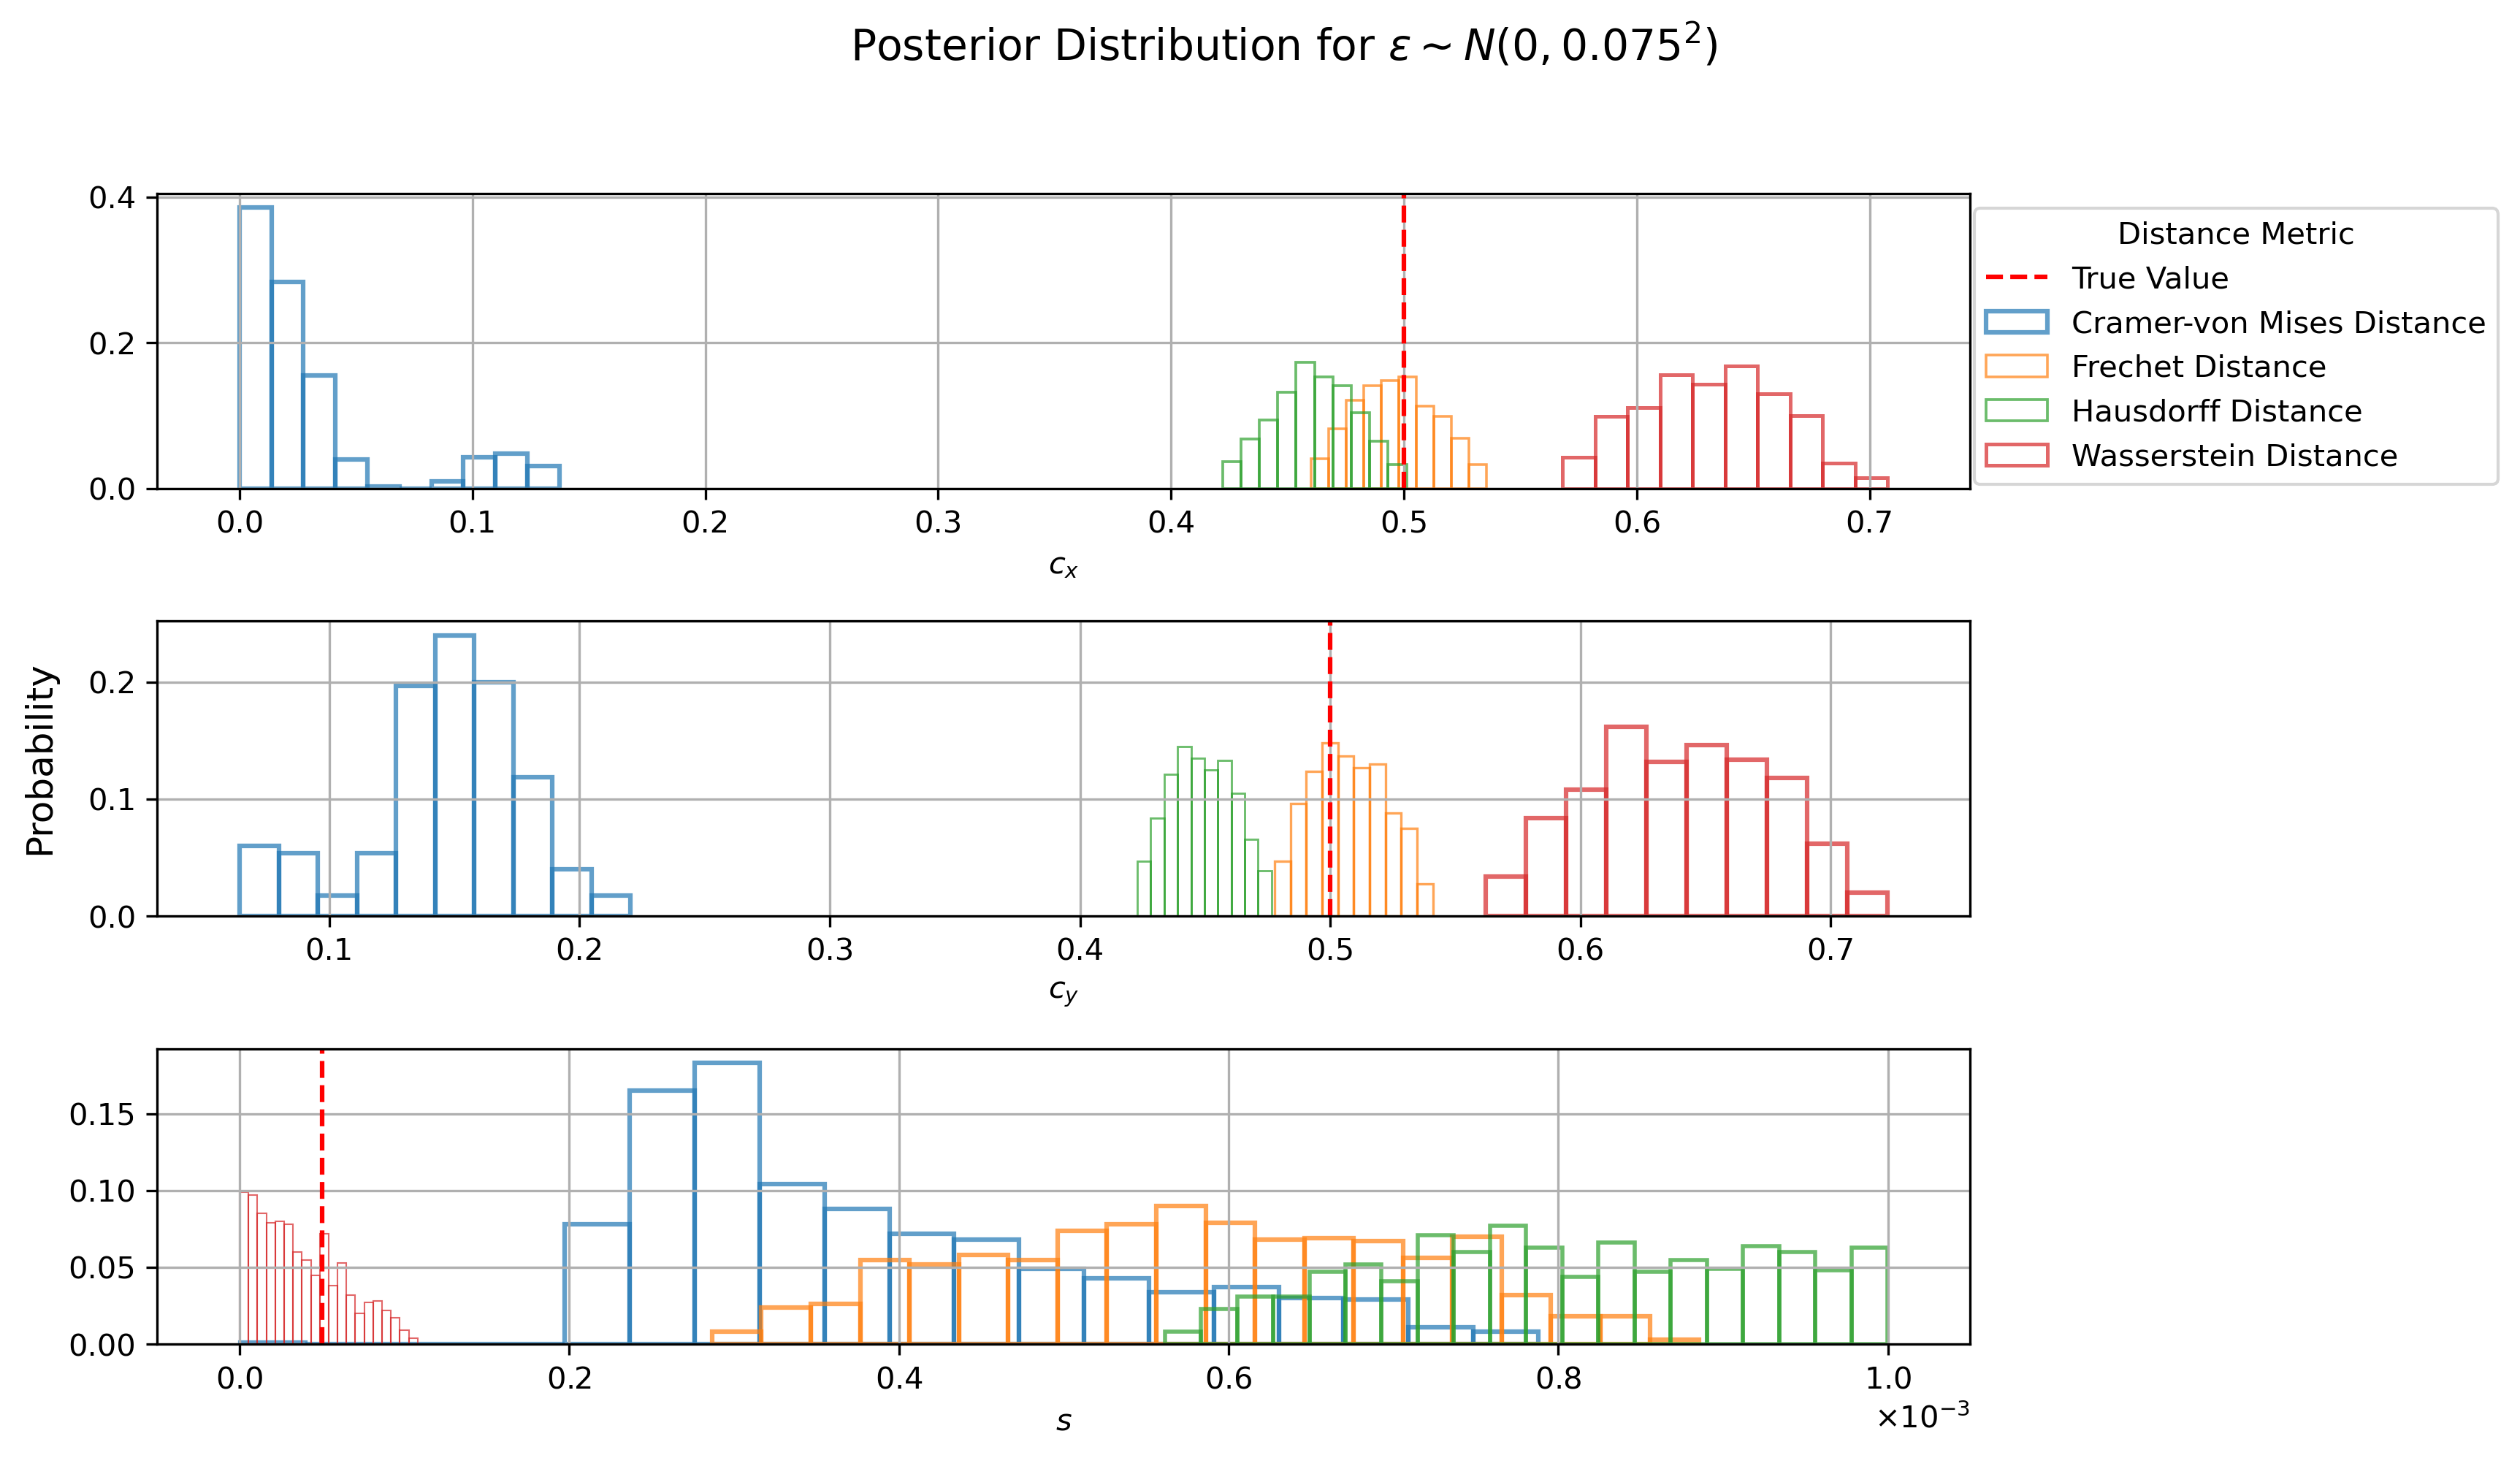 Posterior Distribution for ε ∼ N(0, 0.075²)
0.4
0.2
0.0
0.0 0.1 0.2 0.3 0.4 0.5 0.6 0.7
c_x
Distance Metric
True Value
Cramer-von Mises Distance
Frechet Distance
Hausdorff Distance
Wasserstein Distance
Probability
0.2
0.1
0.0
0.1 0.2 0.3 0.4 0.5 0.6 0.7
c_y
0.15
0.10
0.05
0.00
0.0 0.2 0.4 0.6 0.8 1.0
×10⁻³
s